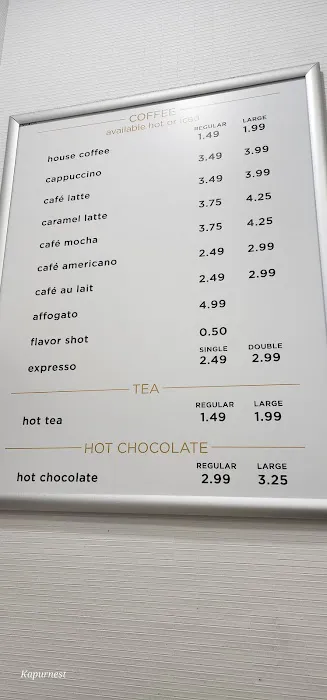 COFFEE
available hot or iced
REGULAR LARGE
house coffee 1.49 1.99
cappuccino 3.49 3.99
café latte 3.49 3.99
caramel latte 3.75 4.25
café mocha 3.75 4.25
café americano 2.49 2.99
café au lait 2.49 2.99
affogato 4.99
flavor shot 0.50
SINGLE DOUBLE
expresso 2.49 2.99
TEA
REGULAR LARGE
hot tea 1.49 1.99
HOT CHOCOLATE
REGULAR LARGE
hot chocolate 2.99 3.25
Kapurnest